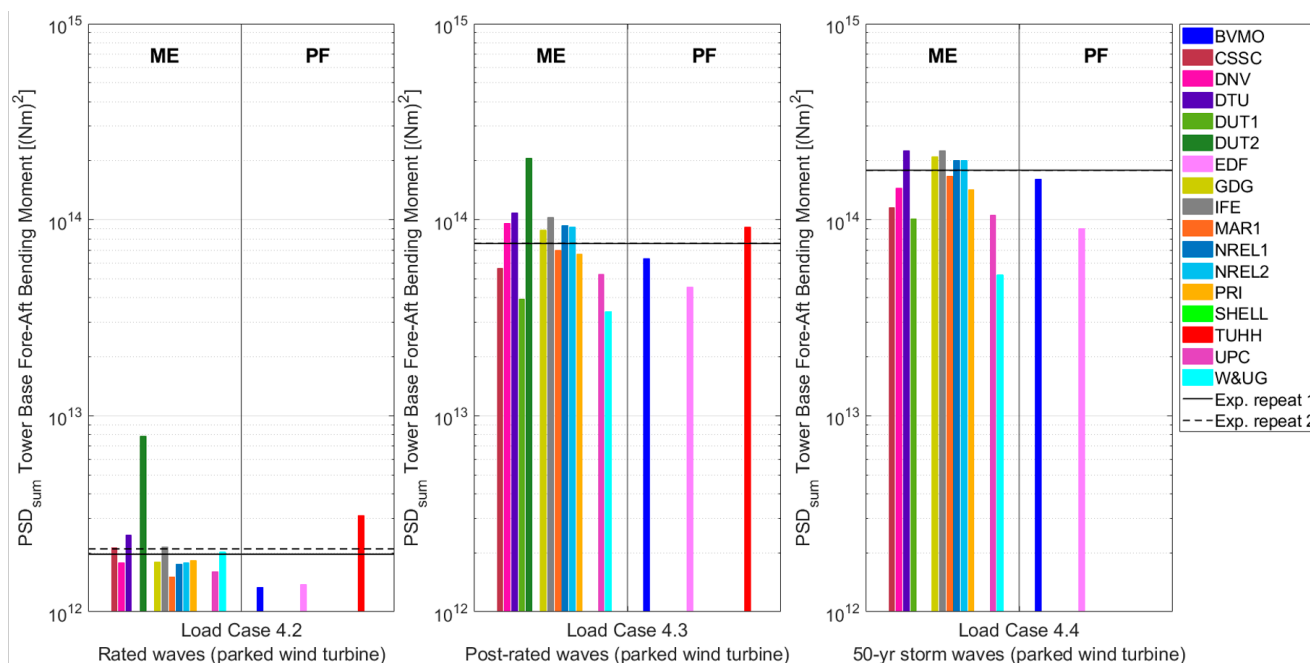 10^15
10^14
10^13
10^12
PSD_sum Tower Base Fore-Aft Bending Moment [(Nm)^2]
ME
PF
Load Case 4.2
Rated waves (parked wind turbine)
10^15
10^14
10^13
10^12
PSD_sum Tower Base Fore-Aft Bending Moment [(Nm)^2]
ME
PF
Load Case 4.3
Post-rated waves (parked wind turbine)
10^15
10^14
10^13
10^12
PSD_sum Tower Base Fore-Aft Bending Moment [(Nm)^2]
ME
PF
Load Case 4.4
50-yr storm waves (parked wind turbine)
BVMO
CSSC
DNV
DTU
DUT1
DUT2
EDF
GDG
IFE
MAR1
NREL1
NREL2
PRI
SHELL
TUHH
UPC
W&UG
Exp. repeat 1
Exp. repeat 2